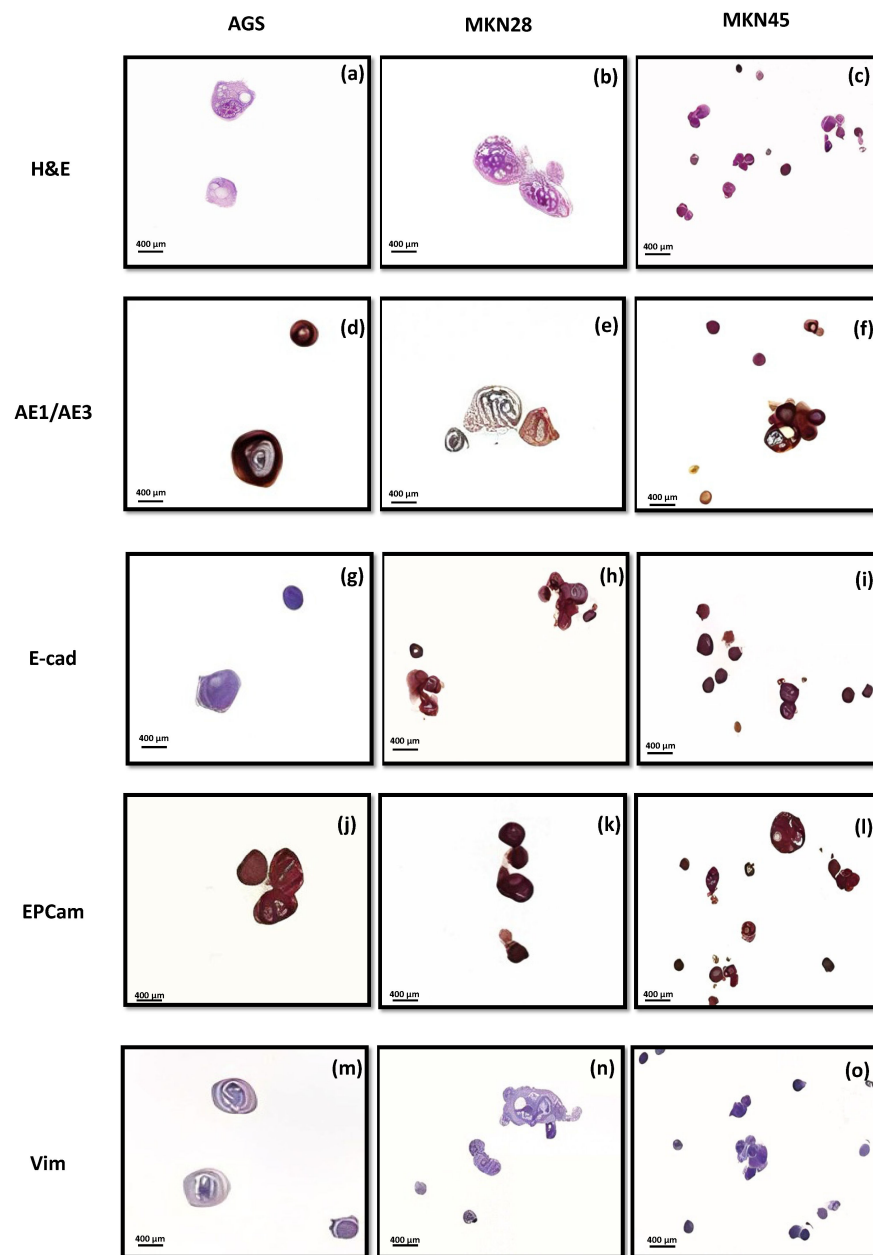 AGS MKN28 MKN45
H&E (a) (b) (c)
400 µm 400 µm 400 µm
AE1/AE3 (d) (e) (f)
400 µm 400 µm 400 µm
E-cad (g) (h) (i)
400 µm 400 µm 400 µm
EPCam (j) (k) (l)
400 µm 400 µm 400 µm
Vim (m) (n) (o)
400 µm 400 µm 400 µm